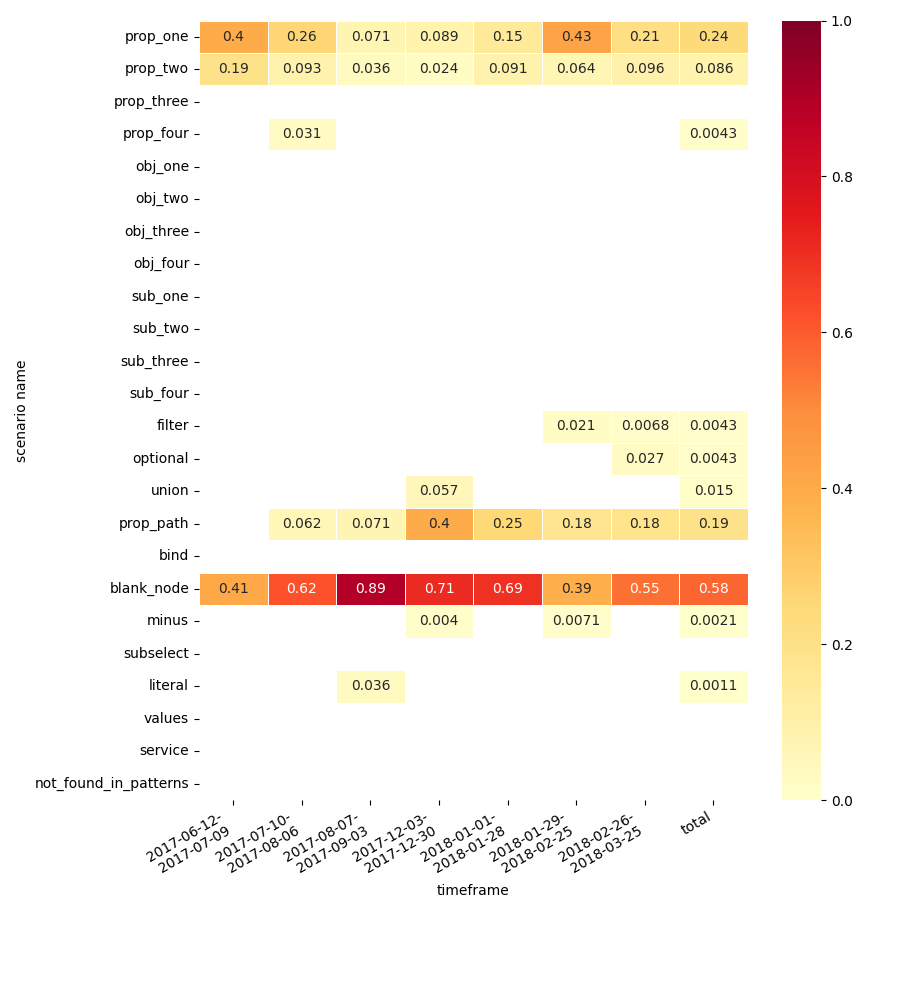 prop_one 0.4 0.26 0.071 0.089 0.15 0.43 0.21 0.24
prop_two 0.19 0.093 0.036 0.024 0.091 0.064 0.096 0.086
prop_three
prop_four 0.031 0.0043
obj_one
obj_two
obj_three
obj_four
sub_one
sub_two
sub_three
sub_four
filter 0.021 0.0068 0.0043
optional 0.027 0.0043
union 0.057 0.015
prop_path 0.062 0.071 0.4 0.25 0.18 0.18 0.19
bind
blank_node 0.41 0.62 0.89 0.71 0.69 0.39 0.55 0.58
minus 0.004 0.0071 0.0021
subselect
literal 0.036 0.0011
values
service
not_found_in_patterns
scenario name
2017-06-12-
2017-07-09
2017-07-10-
2017-08-06
2017-08-07-
2017-09-03
2017-12-03-
2017-12-30
2018-01-01-
2018-01-28
2018-01-29-
2018-02-25
2018-02-26-
2018-03-25
total
timeframe
1.0
0.8
0.6
0.4
0.2
0.0